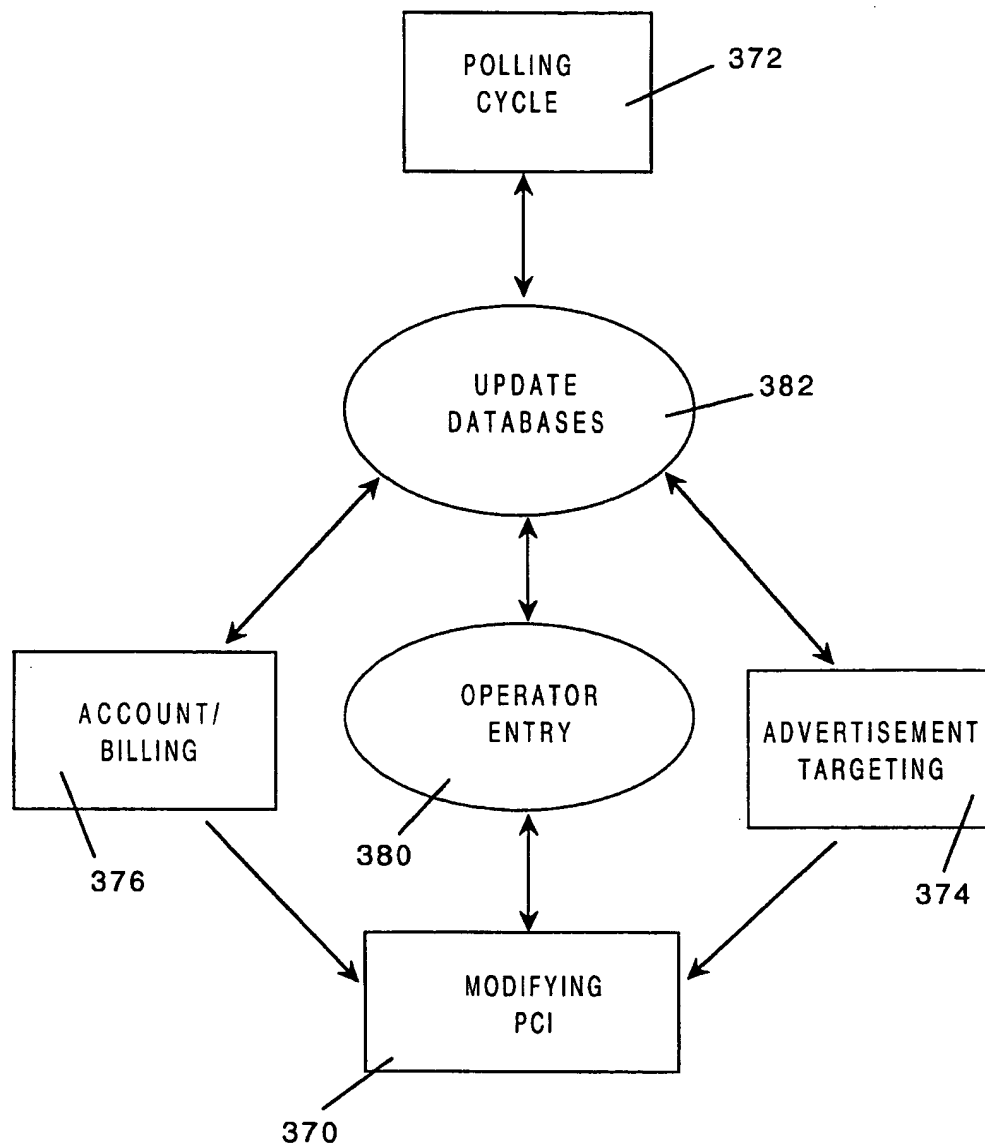 POLLING
CYCLE
372
UPDATE
DATABASES
382
ACCOUNT/
BILLING
376
OPERATOR
ENTRY
380
ADVERTISEMENT
TARGETING
374
MODIFYING
PCI
370